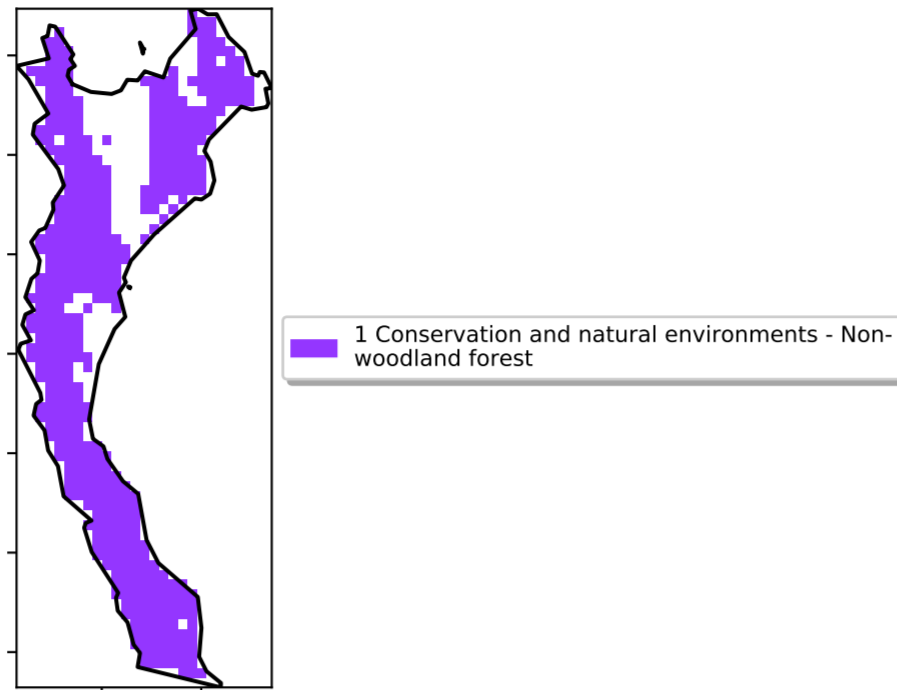 1 Conservation and natural environments - Non-
woodland forest